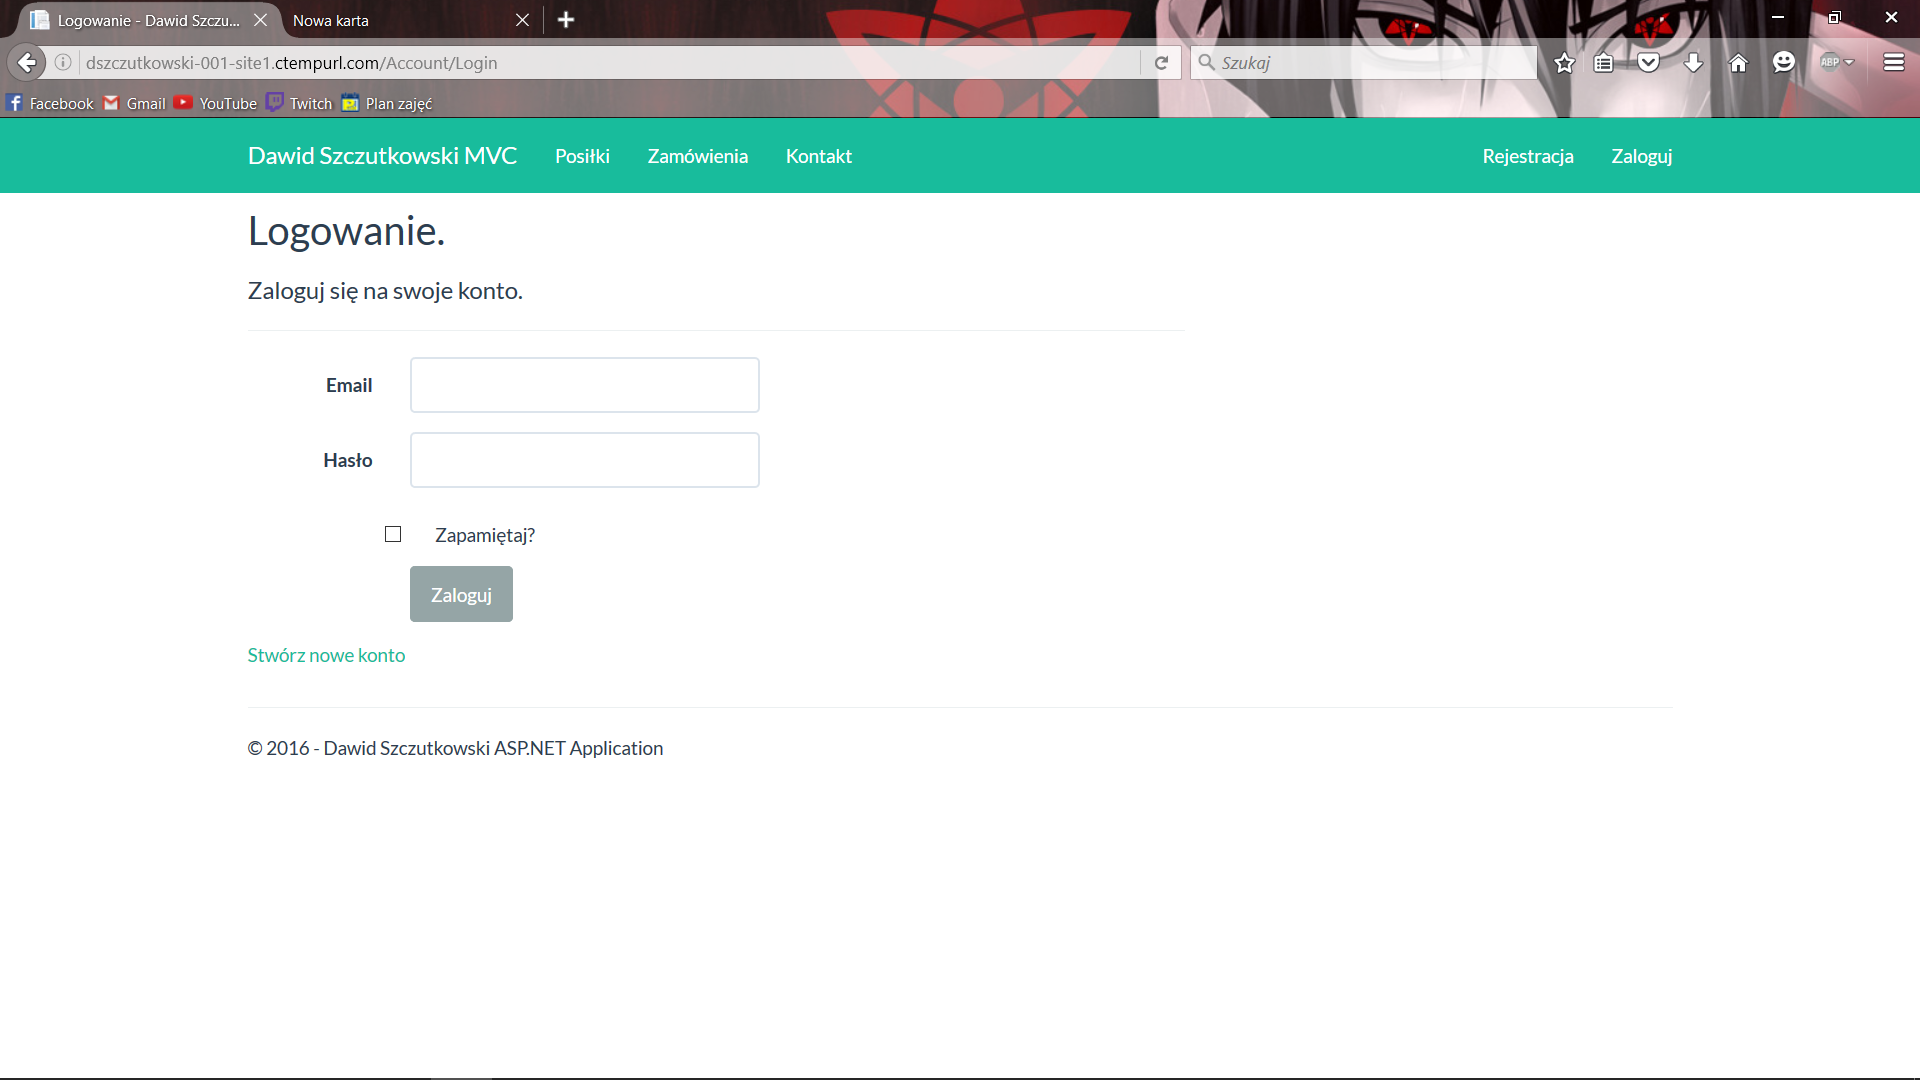 Logowanie - Dawid Szczu...
Nowa karta
dszczutkowski-001-site1.ctempurl.com/Account/Login
Szukaj
ABP
Facebook Gmail YouTube Twitch Plan zajęć
Dawid Szczutkowski MVC Posiłki Zamówienia Kontakt Rejestracja Zaloguj
Logowanie.
Zaloguj się na swoje konto.
Email
Hasło
Zapamiętaj?
Zaloguj
Stwórz nowe konto
© 2016 - Dawid Szczutkowski ASP.NET Application